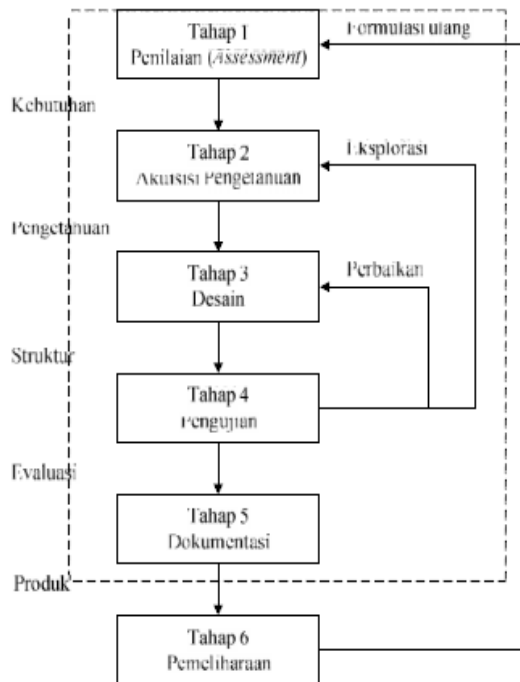 Tahap 1
Penilaian (Assessment)
Formulasi ulang
Kebutuhan
Tahap 2
Akuisisi Pengetahuan
Eksplorasi
Pengetahuan
Tahap 3
Desain
Perbaikan
Struktur
Tahap 4
Pengujian
Evaluasi
Tahap 5
Dokumentasi
Produk
Tahap 6
Pemeliharaan